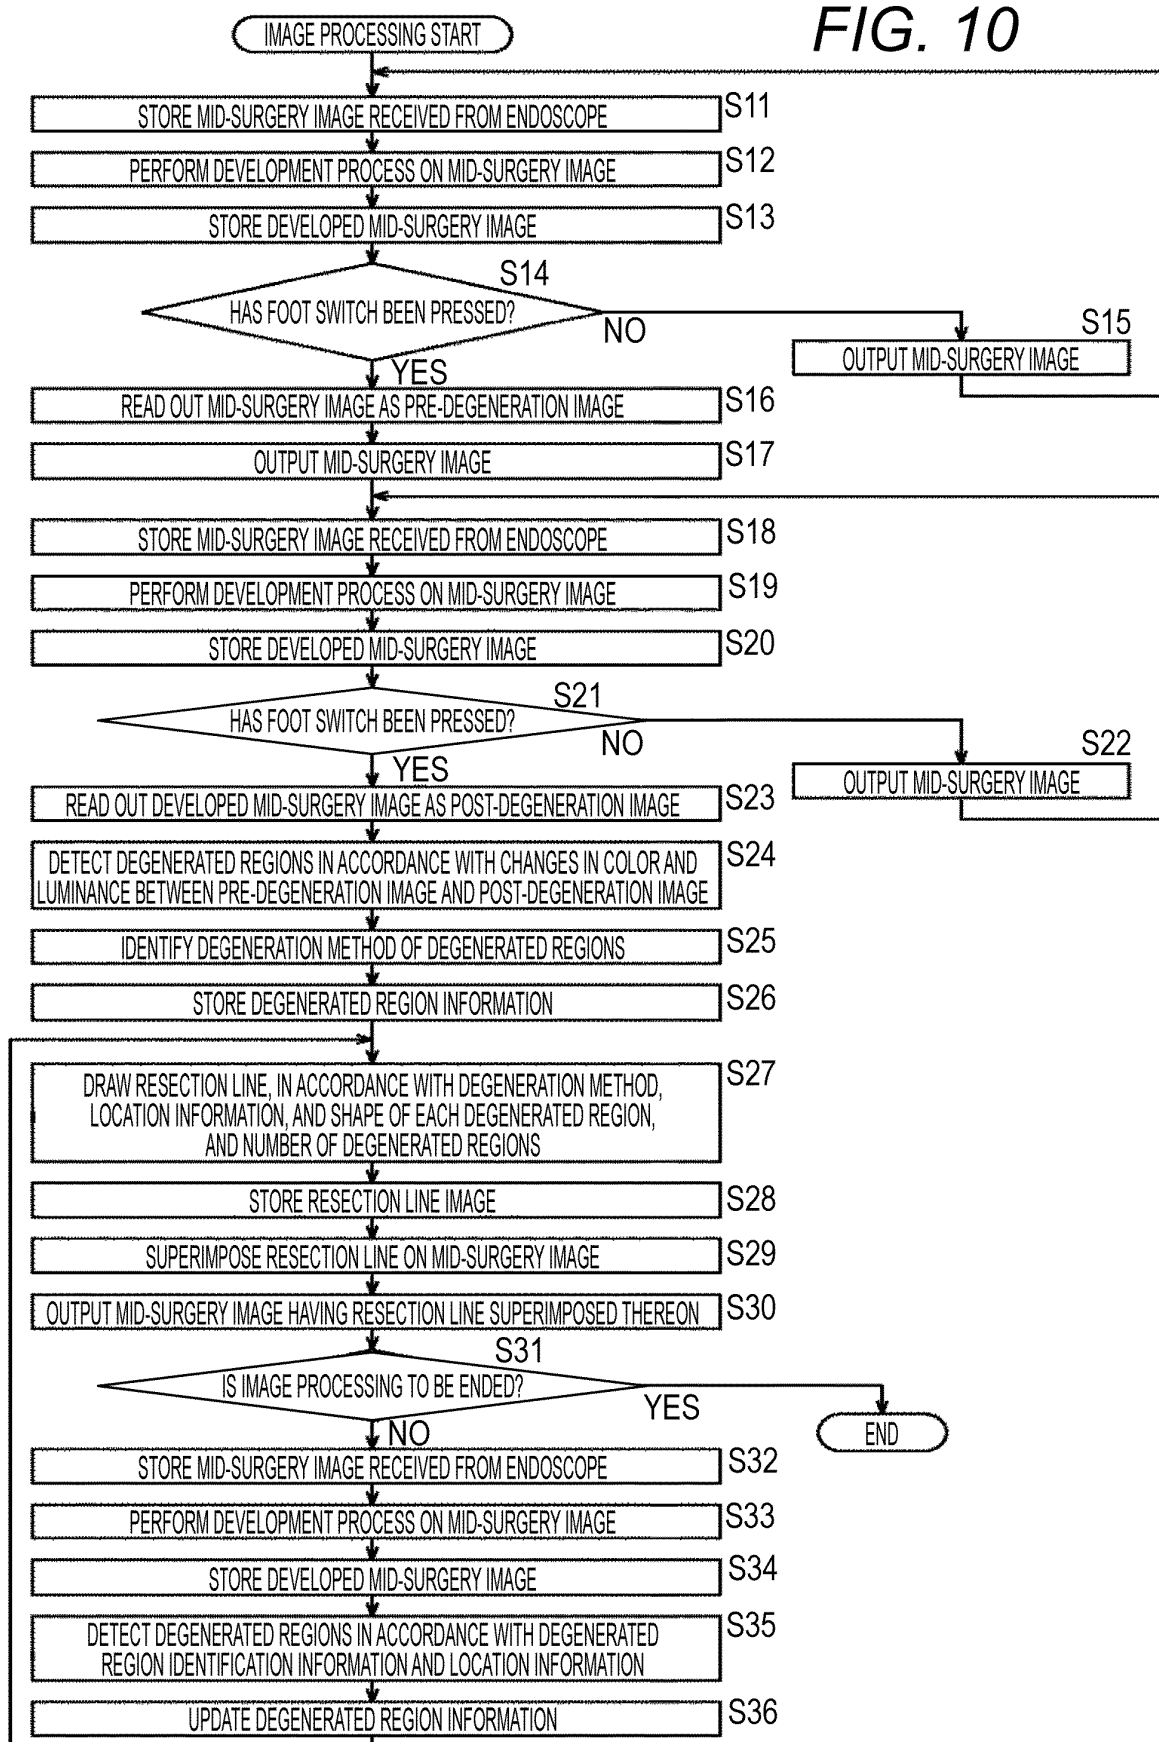 FIG. 10
IMAGE PROCESSING START
S11
STORE MID-SURGERY IMAGE RECEIVED FROM ENDOSCOPE
S12
PERFORM DEVELOPMENT PROCESS ON MID-SURGERY IMAGE
S13
STORE DEVELOPED MID-SURGERY IMAGE
S14
HAS FOOT SWITCH BEEN PRESSED?
NO
S15
OUTPUT MID-SURGERY IMAGE
YES
S16
READ OUT MID-SURGERY IMAGE AS PRE-DEGENERATION IMAGE
S17
OUTPUT MID-SURGERY IMAGE
S18
STORE MID-SURGERY IMAGE RECEIVED FROM ENDOSCOPE
S19
PERFORM DEVELOPMENT PROCESS ON MID-SURGERY IMAGE
S20
STORE DEVELOPED MID-SURGERY IMAGE
S21
HAS FOOT SWITCH BEEN PRESSED?
NO
S22
OUTPUT MID-SURGERY IMAGE
YES
S23
READ OUT DEVELOPED MID-SURGERY IMAGE AS POST-DEGENERATION IMAGE
S24
DETECT DEGENERATED REGIONS IN ACCORDANCE WITH CHANGES IN COLOR AND
LUMINANCE BETWEEN PRE-DEGENERATION IMAGE AND POST-DEGENERATION IMAGE
S25
IDENTIFY DEGENERATION METHOD OF DEGENERATED REGIONS
S26
STORE DEGENERATED REGION INFORMATION
S27
DRAW RESECTION LINE, IN ACCORDANCE WITH DEGENERATION METHOD,
LOCATION INFORMATION, AND SHAPE OF EACH DEGENERATED REGION,
AND NUMBER OF DEGENERATED REGIONS
S28
STORE RESECTION LINE IMAGE
S29
SUPERIMPOSE RESECTION LINE ON MID-SURGERY IMAGE
S30
OUTPUT MID-SURGERY IMAGE HAVING RESECTION LINE SUPERIMPOSED THEREON
S31
IS IMAGE PROCESSING TO BE ENDED?
YES
END
NO
S32
STORE MID-SURGERY IMAGE RECEIVED FROM ENDOSCOPE
S33
PERFORM DEVELOPMENT PROCESS ON MID-SURGERY IMAGE
S34
STORE DEVELOPED MID-SURGERY IMAGE
S35
DETECT DEGENERATED REGIONS IN ACCORDANCE WITH DEGENERATED
REGION IDENTIFICATION INFORMATION AND LOCATION INFORMATION
S36
UPDATE DEGENERATED REGION INFORMATION